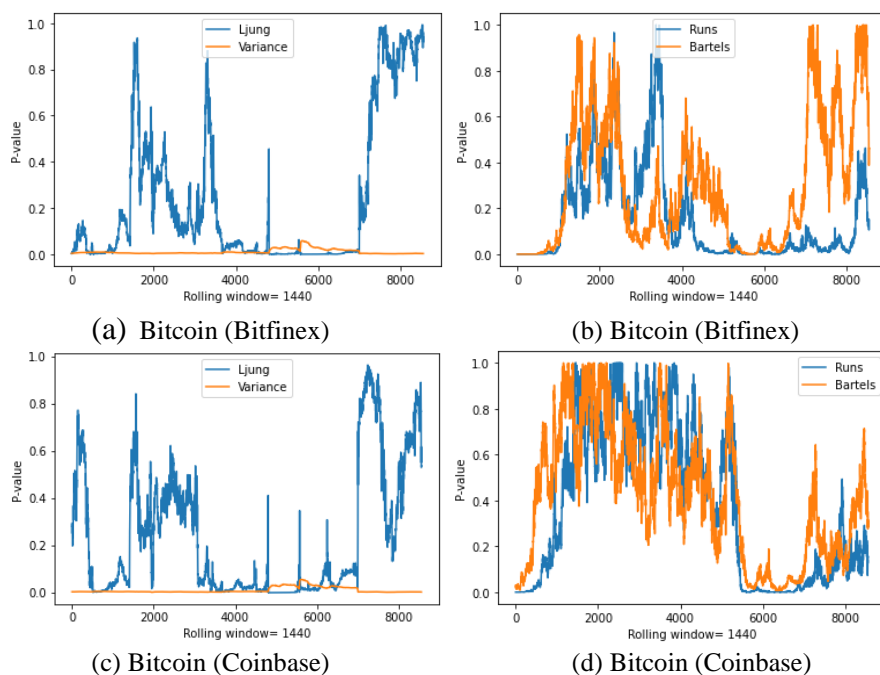 Ljung
Variance
P-value
1.0
0.8
0.6
0.4
0.2
0.0
0
2000
4000
6000
8000
Rolling window= 1440
(a) Bitcoin (Bitfinex)
Runs
Bartels
P-value
1.0
0.8
0.6
0.4
0.2
0.0
0
2000
4000
6000
8000
Rolling window= 1440
(b) Bitcoin (Bitfinex)
Ljung
Variance
P-value
1.0
0.8
0.6
0.4
0.2
0.0
0
2000
4000
6000
8000
Rolling window= 1440
(c) Bitcoin (Coinbase)
Runs
Bartels
P-value
1.0
0.8
0.6
0.4
0.2
0.0
0
2000
4000
6000
8000
Rolling window= 1440
(d) Bitcoin (Coinbase)